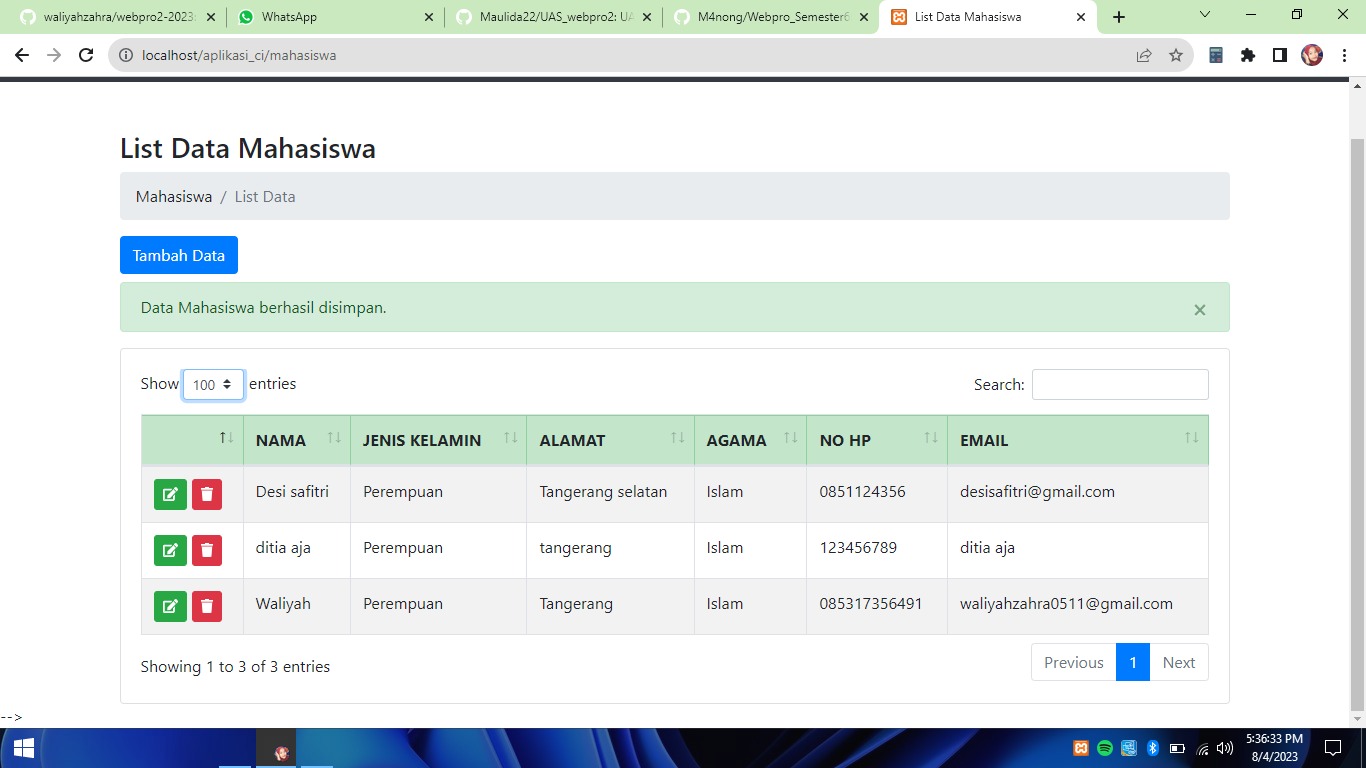 waliyahzahra/webpro2-2023:
WhatsApp
Maulida22/UAS_webpro2: UA
M4nong/Webpro_Semester6
List Data Mahasiswa
localhost/aplikasi_ci/mahasiswa
List Data Mahasiswa
Mahasiswa / List Data
Tambah Data
Data Mahasiswa berhasil disimpan. ×
Show 100 entries Search:
NAMA JENIS KELAMIN ALAMAT AGAMA NO HP EMAIL
Desi safitri Perempuan Tangerang selatan Islam 0851124356 desisafitri@gmail.com
ditia aja Perempuan tangerang Islam 123456789 ditia aja
Waliyah Perempuan Tangerang Islam 085317356491 waliyahzahra0511@gmail.com
Showing 1 to 3 of 3 entries Previous 1 Next
-->
5:36:33 PM
8/4/2023